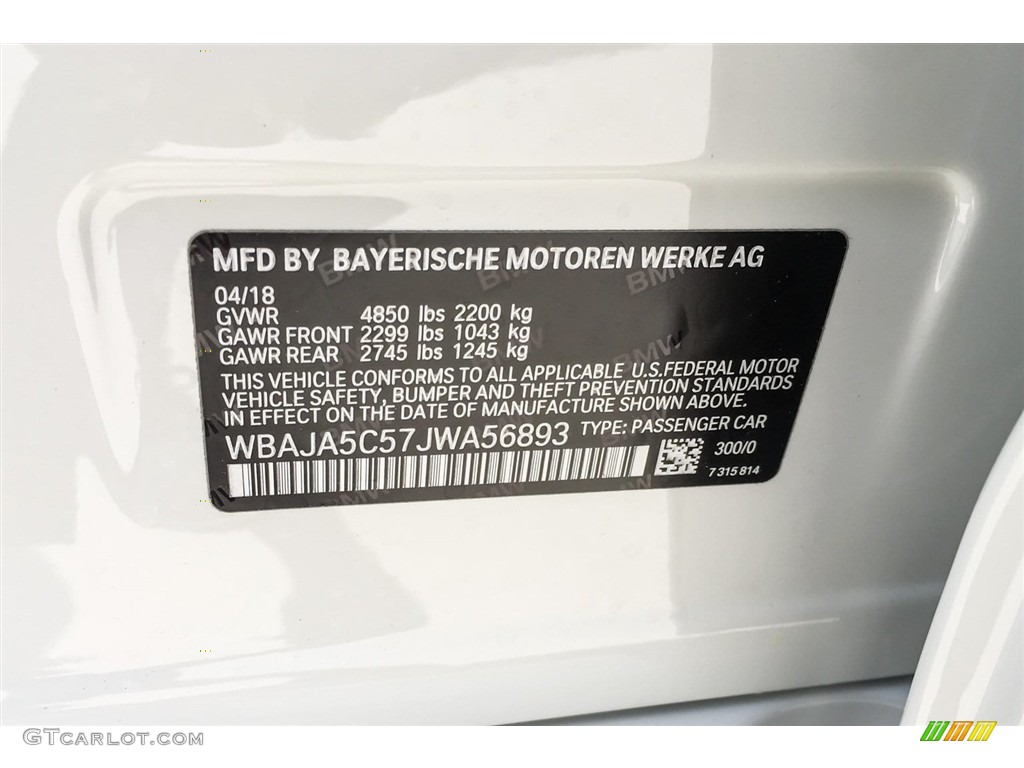 MFD BY BAYERISCHE MOTOREN WERKE AG
04/18
GVWR 4850 lbs 2200 kg
GAWR FRONT 2299 lbs 1043 kg
GAWR REAR 2745 lbs 1245 kg
THIS VEHICLE CONFORMS TO ALL APPLICABLE U.S.FEDERAL MOTOR
VEHICLE SAFETY, BUMPER AND THEFT PREVENTION STANDARDS
IN EFFECT ON THE DATE OF MANUFACTURE SHOWN ABOVE.
WBAJA5C57JWA56893 TYPE: PASSENGER CAR
300/0
7 315 814
GTCARLOT.COM